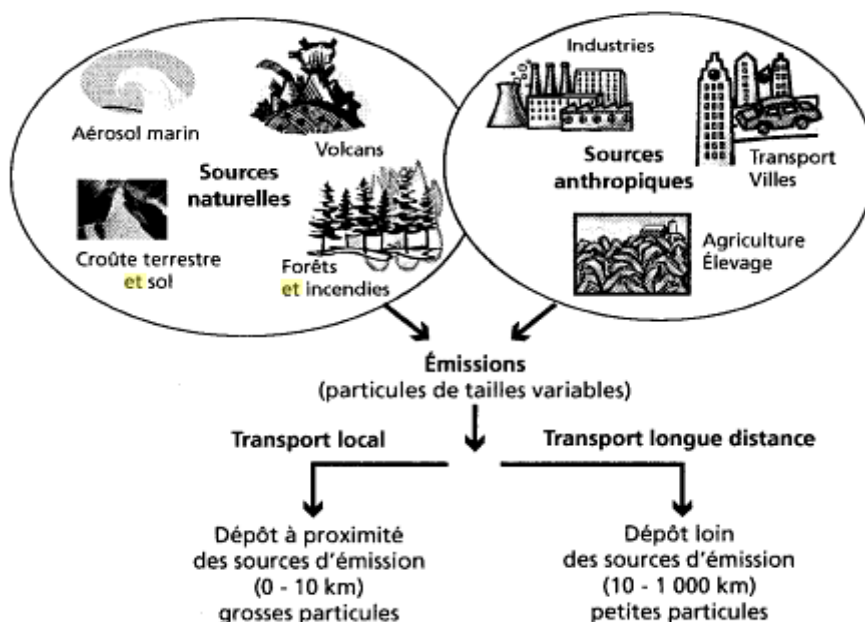 Aérosol marin
Volcans
Sources
naturelles
Croûte terrestre
et sol
Forêts
et incendies
Industries
Sources
anthropiques
Transport
Villes
Agriculture
Élevage
Émissions
(particules de tailles variables)
Transport local
Transport longue distance
Dépôt à proximité
des sources d'émission
(0 - 10 km)
grosses particules
Dépôt loin
des sources d'émission
(10 - 1 000 km)
petites particules